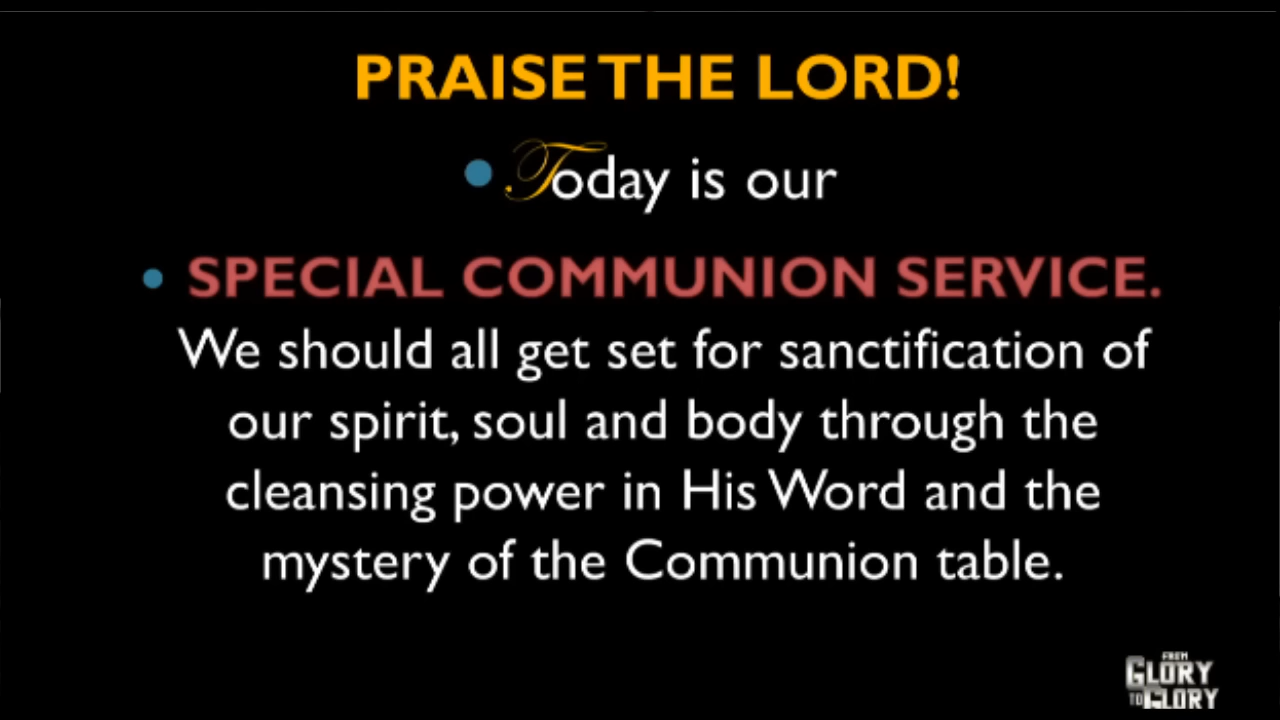 PRAISE THE LORD!
• Today is our
• SPECIAL COMMUNION SERVICE.
We should all get set for sanctification of
our spirit, soul and body through the
cleansing power in His Word and the
mystery of the Communion table.
FROM
GLORY
TO GLORY